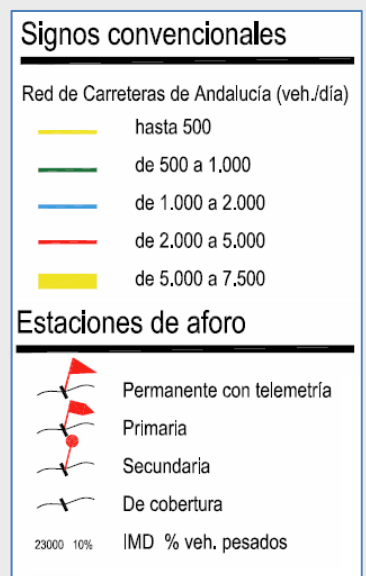 Signos convencionales
Red de Carreteras de Andalucía (veh./día)
hasta 500
de 500 a 1.000
de 1.000 a 2.000
de 2.000 a 5.000
de 5.000 a 7.500
Estaciones de aforo
Permanente con telemetría
Primaria
Secundaria
De cobertura
23000 10% IMD % veh. pesados